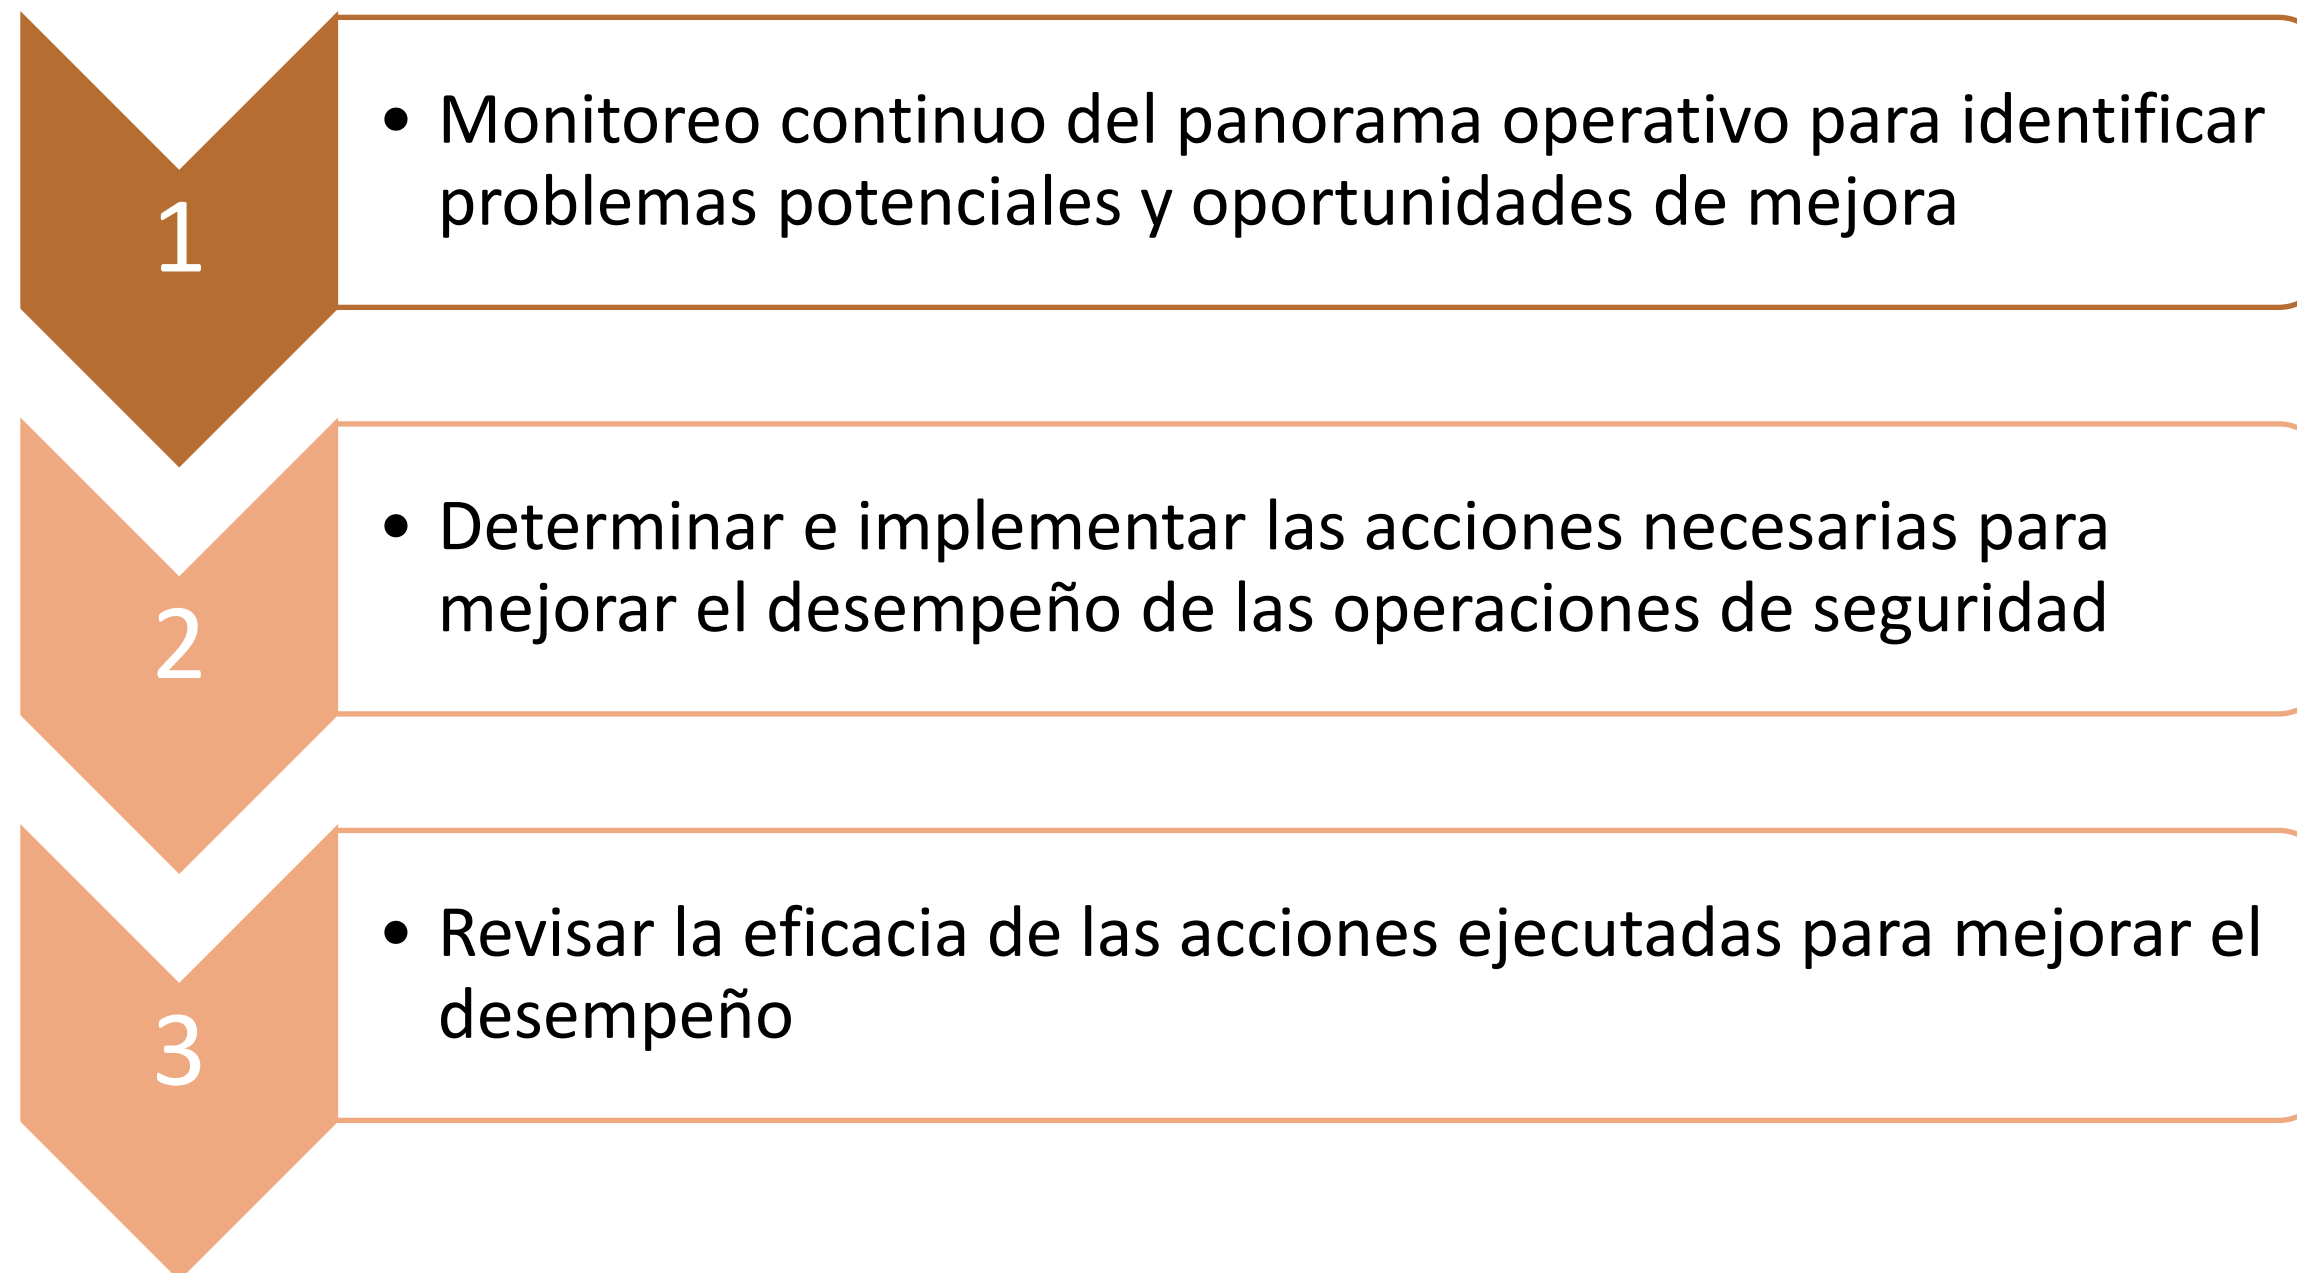 1
• Monitoreo continuo del panorama operativo para identificar
problemas potenciales y oportunidades de mejora
2
• Determinar e implementar las acciones necesarias para
mejorar el desempeño de las operaciones de seguridad
3
• Revisar la eficacia de las acciones ejecutadas para mejorar el
desempeño